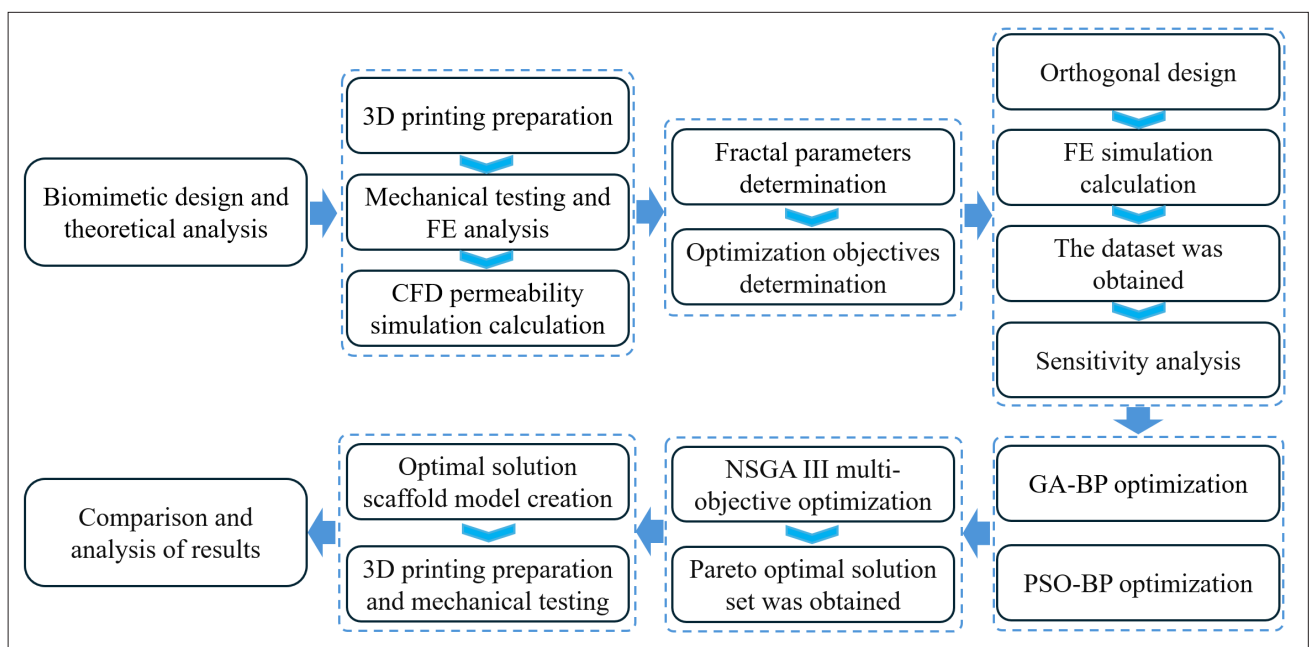 Biomimetic design and
theoretical analysis
3D printing preparation
Mechanical testing and
FE analysis
CFD permeability
simulation calculation
Fractal parameters
determination
Optimization objectives
determination
Orthogonal design
FE simulation
calculation
The dataset was
obtained
Sensitivity analysis
GA-BP optimization
PSO-BP optimization
NSGA III multi-
objective optimization
Pareto optimal solution
set was obtained
Optimal solution
scaffold model creation
3D printing preparation
and mechanical testing
Comparison and
analysis of results